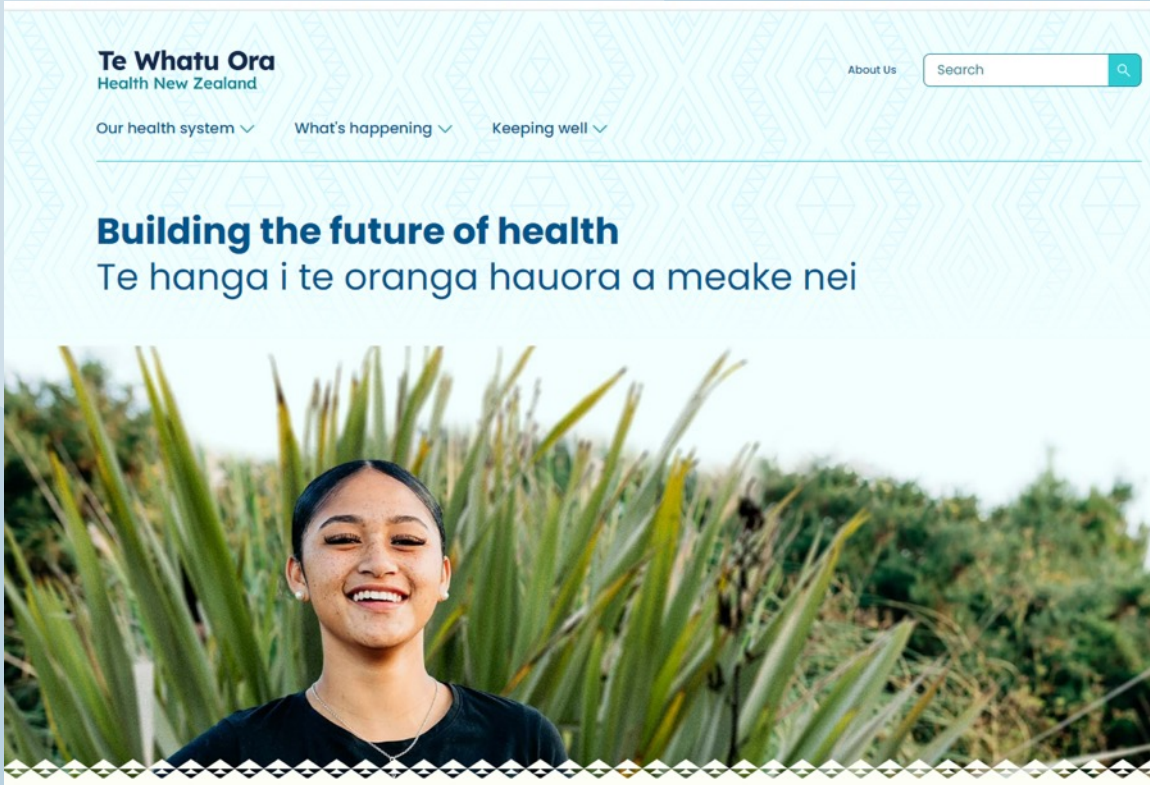 Te Whatu Ora
Health New Zealand
About Us
Search
Our health system What's happening Keeping well
Building the future of health
Te hanga i te oranga hauora a meake nei